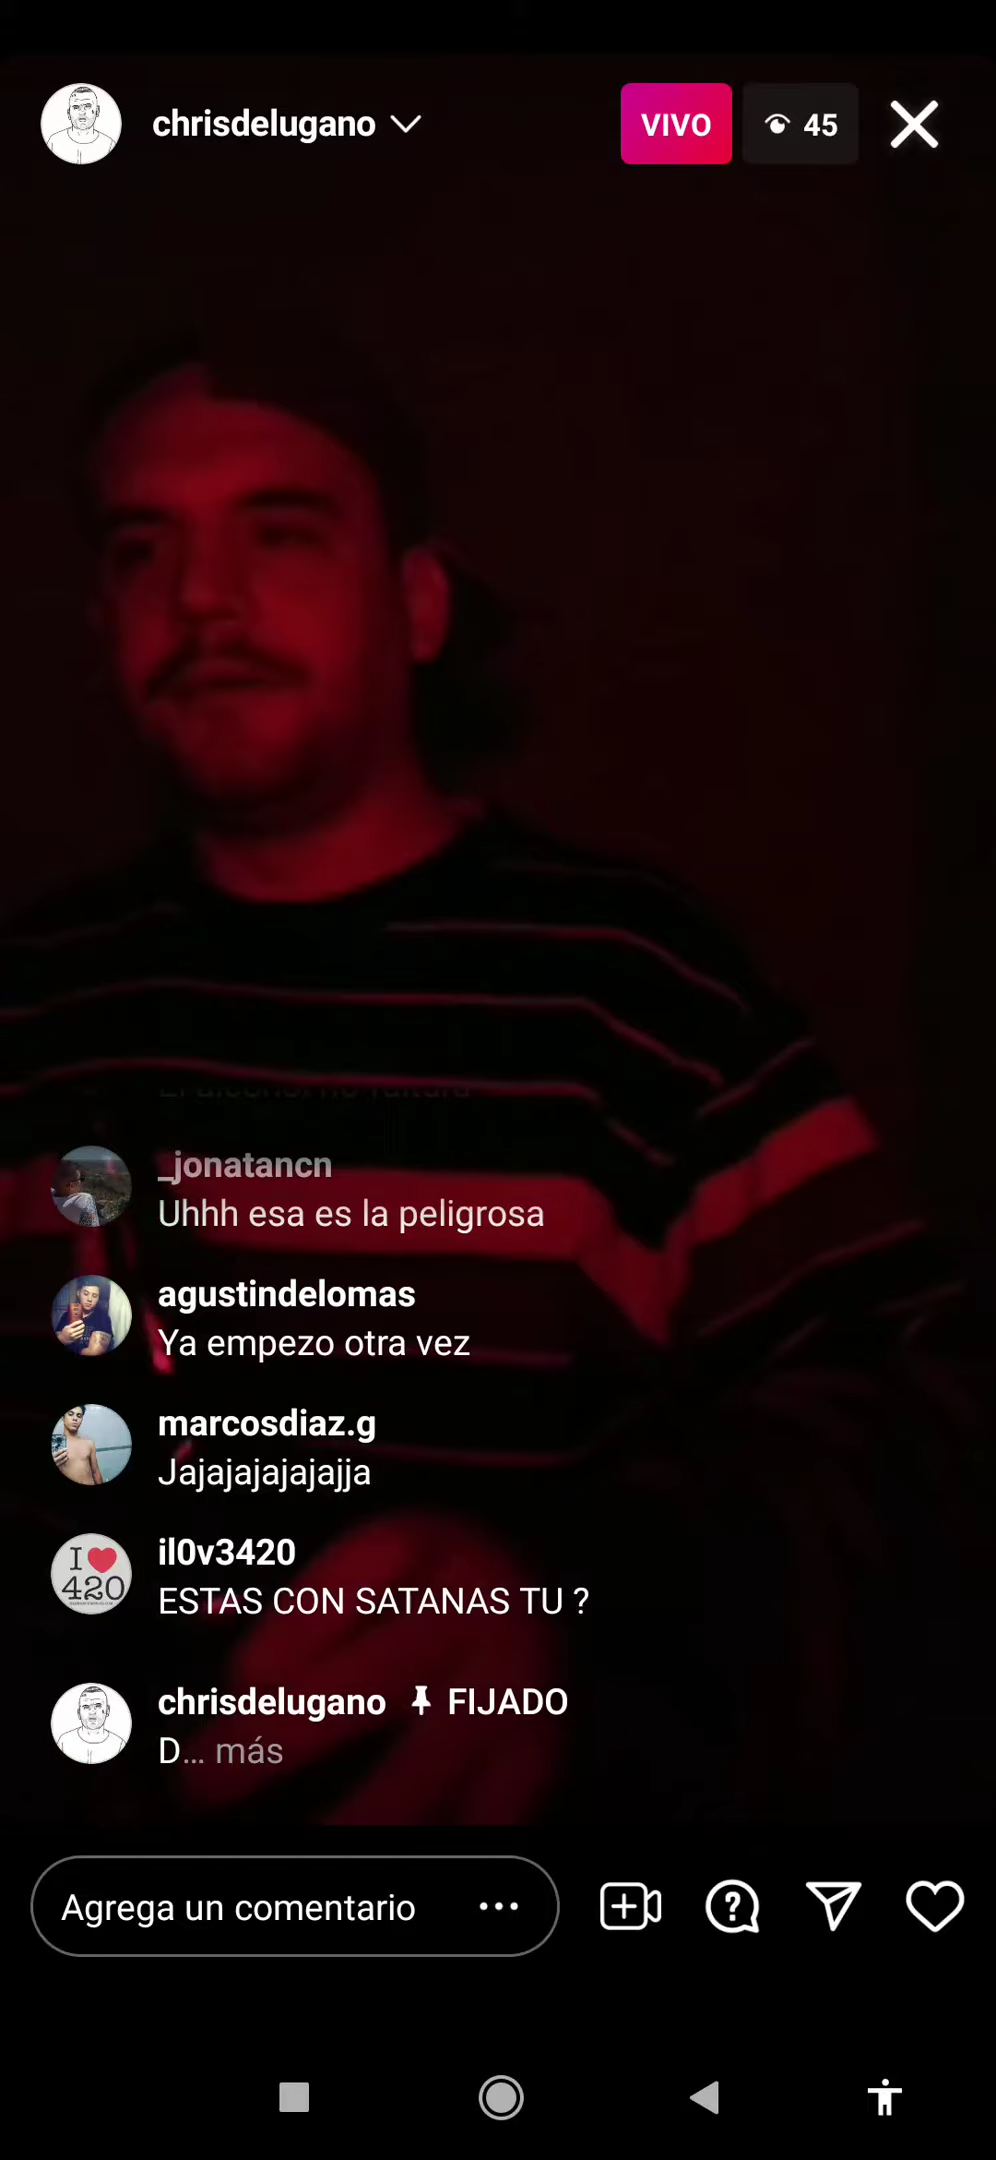 chrisdelugano
VIVO
45
_jonatancn
Uhhh esa es la peligrosa
agustindelomas
Ya empezo otra vez
marcosdiaz.g
Jajajajajajajja
I
420
il0v3420
ESTAS CON SATANAS TU ?
chrisdelugano FIJADO
D... más
Agrega un comentario